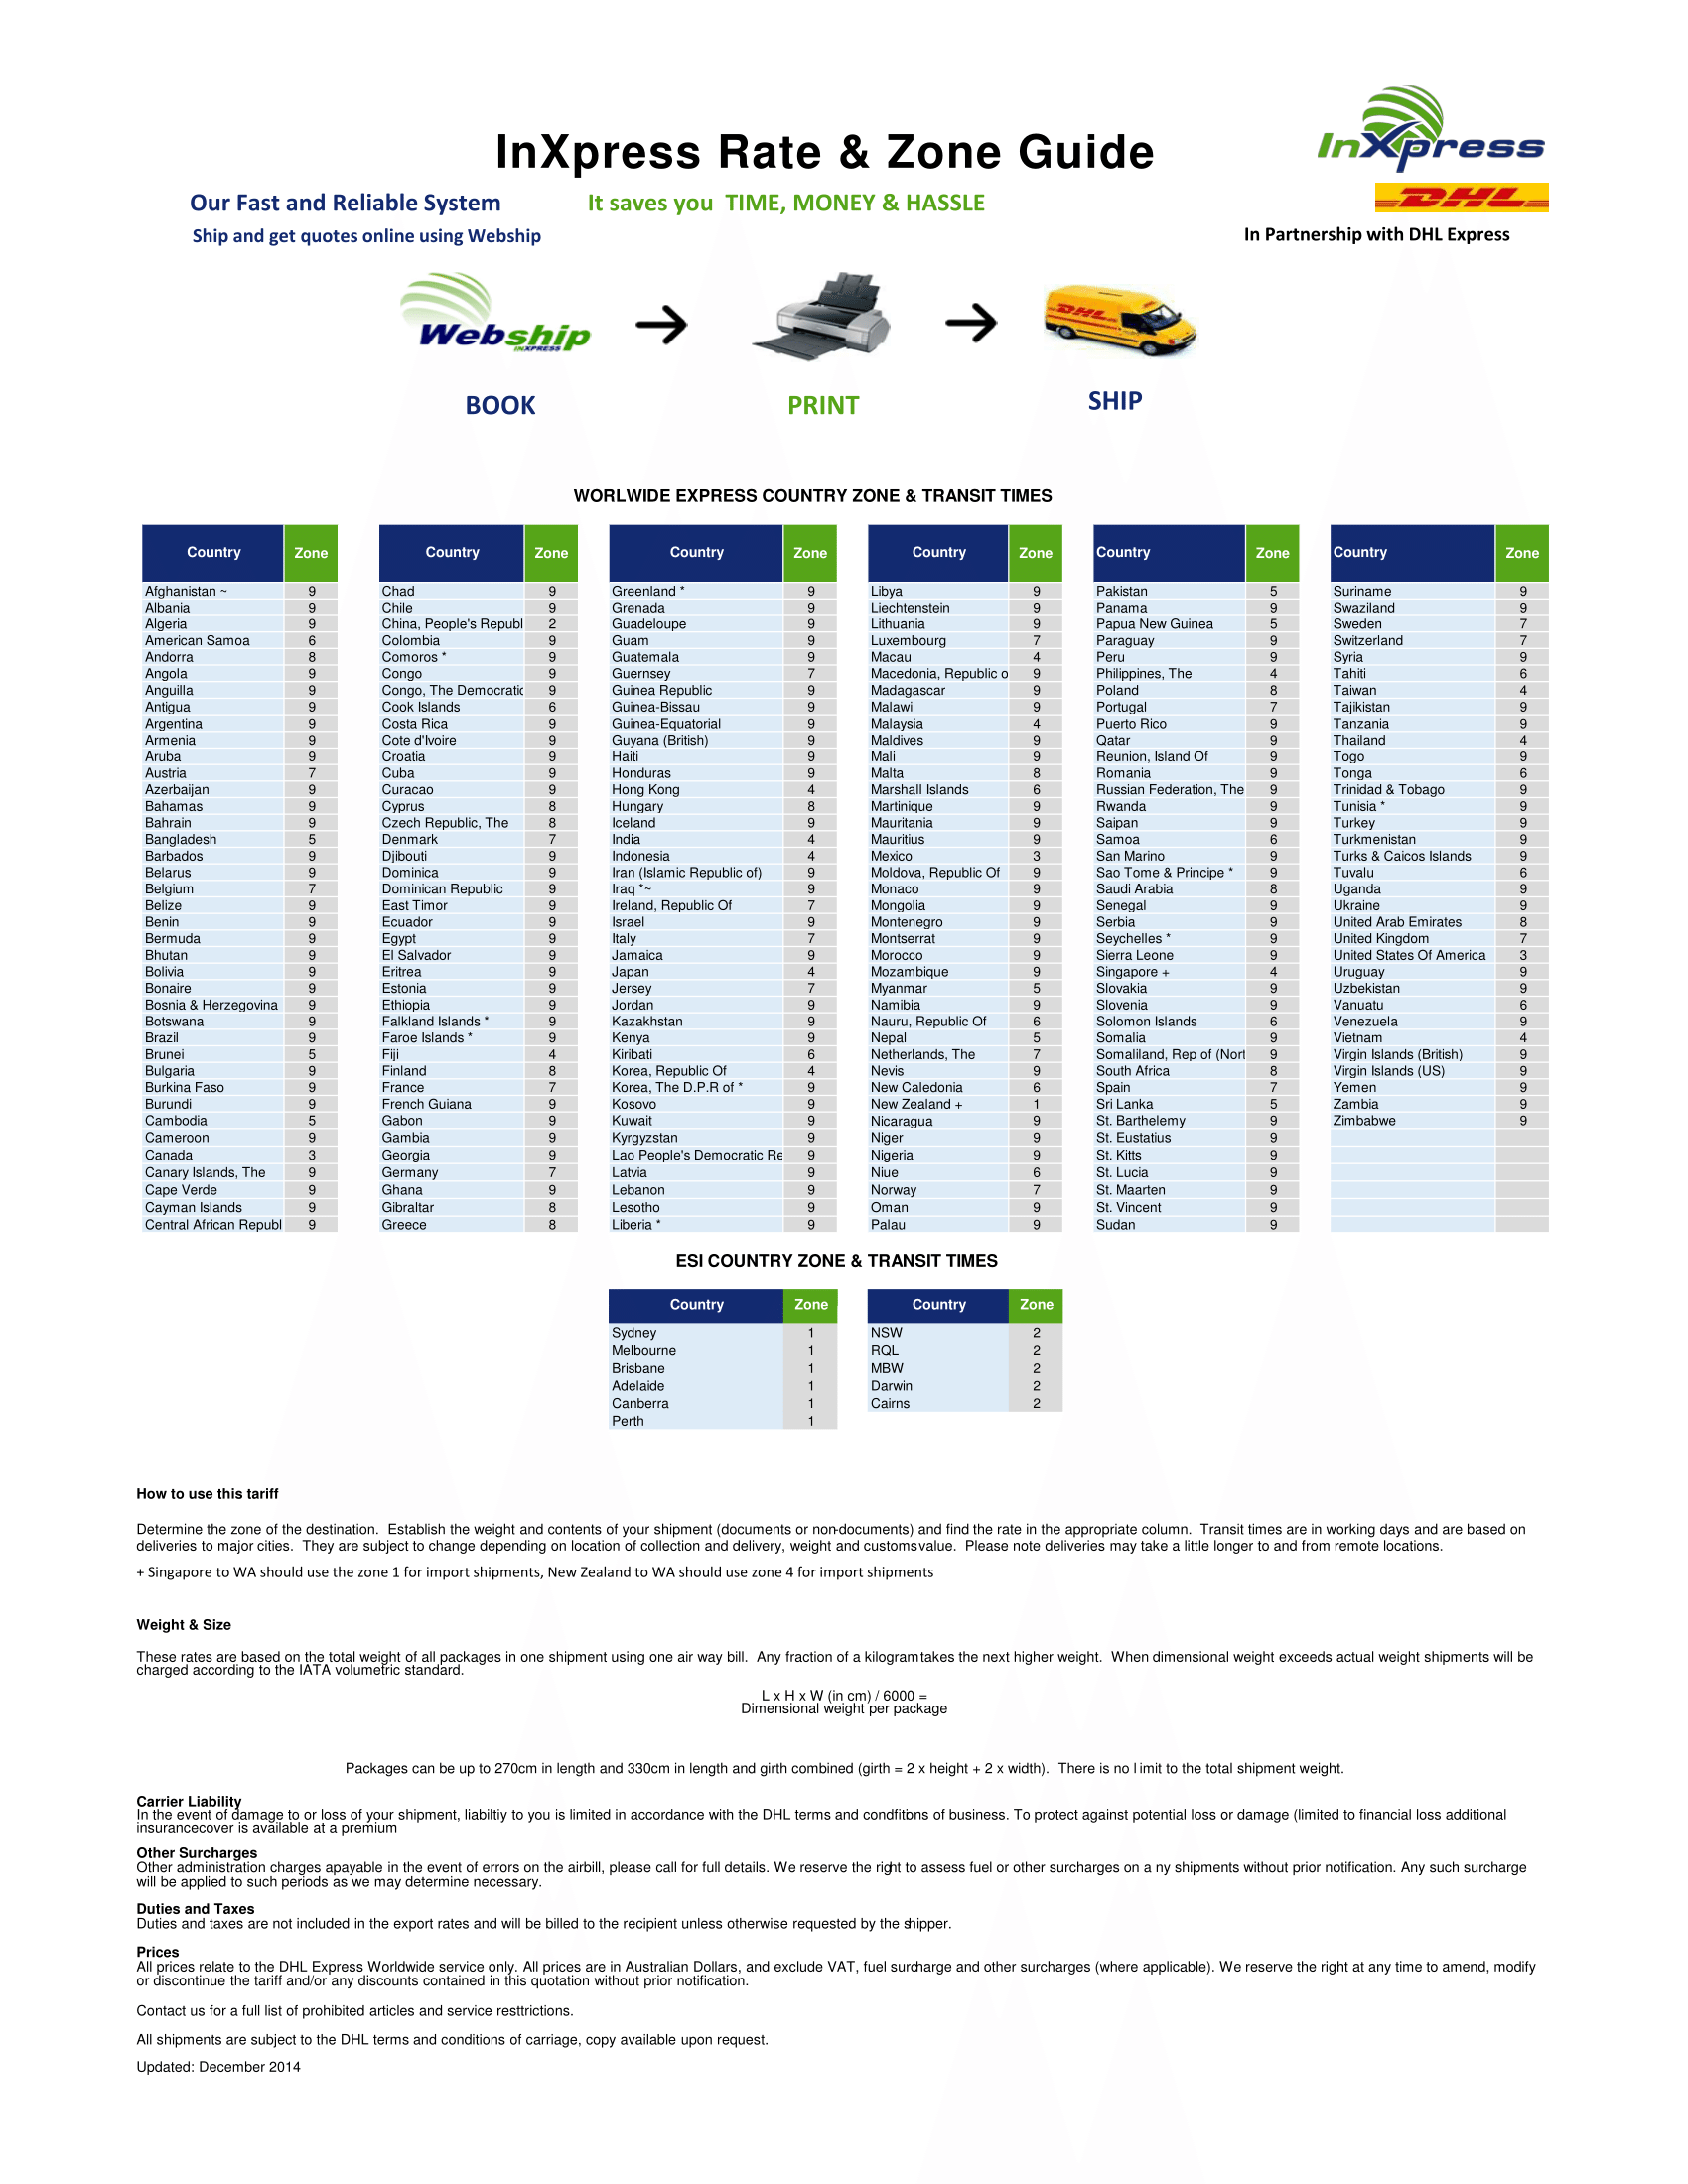 InXpress Rate & Zone Guide
InXpress
DHL
Our Fast and Reliable System
It saves you  TIME, MONEY & HASSLE
Ship and get quotes online using Webship
In Partnership with DHL Express
Webship
INXPRESS
DHL
BOOK
PRINT
SHIP
WORLWIDE EXPRESS COUNTRY ZONE & TRANSIT TIMES
Country Zone Country Zone Country Zone Country Zone Country Zone Country Zone
Afghanistan ~ 9 Chad 9 Greenland * 9 Libya 9 Pakistan 5 Suriname 9
Albania 9 Chile 9 Grenada 9 Liechtenstein 9 Panama 9 Swaziland 9
Algeria 9 China, People's Republ 2 Guadeloupe 9 Lithuania 9 Papua New Guinea 5 Sweden 7
American Samoa 6 Colombia 9 Guam 9 Luxembourg 7 Paraguay 9 Switzerland 7
Andorra 8 Comoros * 9 Guatemala 9 Macau 4 Peru 9 Syria 9
Angola 9 Congo 9 Guernsey 7 Macedonia, Republic o 9 Philippines, The 4 Tahiti 6
Anguilla 9 Congo, The Democratic 9 Guinea Republic 9 Madagascar 9 Poland 8 Taiwan 4
Antigua 9 Cook Islands 6 Guinea-Bissau 9 Malawi 9 Portugal 7 Tajikistan 9
Argentina 9 Costa Rica 9 Guinea-Equatorial 9 Malaysia 4 Puerto Rico 9 Tanzania 9
Armenia 9 Cote d'Ivoire 9 Guyana (British) 9 Maldives 9 Qatar 9 Thailand 4
Aruba 9 Croatia 9 Haiti 9 Mali 9 Reunion, Island Of 9 Togo 9
Austria 7 Cuba 9 Honduras 9 Malta 8 Romania 9 Tonga 6
Azerbaijan 9 Curacao 9 Hong Kong 4 Marshall Islands 6 Russian Federation, The 9 Trinidad & Tobago 9
Bahamas 9 Cyprus 8 Hungary 8 Martinique 9 Rwanda 9 Tunisia * 9
Bahrain 9 Czech Republic, The 8 Iceland 9 Mauritania 9 Saipan 9 Turkey 9
Bangladesh 5 Denmark 7 India 4 Mauritius 9 Samoa 6 Turkmenistan 9
Barbados 9 Djibouti 9 Indonesia 4 Mexico 3 San Marino 9 Turks & Caicos Islands 9
Belarus 9 Dominica 9 Iran (Islamic Republic of) 9 Moldova, Republic Of 9 Sao Tome & Principe * 9 Tuvalu 6
Belgium 7 Dominican Republic 9 Iraq *~ 9 Monaco 9 Saudi Arabia 8 Uganda 9
Belize 9 East Timor 9 Ireland, Republic Of 7 Mongolia 9 Senegal 9 Ukraine 9
Benin 9 Ecuador 9 Israel 9 Montenegro 9 Serbia 9 United Arab Emirates 8
Bermuda 9 Egypt 9 Italy 7 Montserrat 9 Seychelles * 9 United Kingdom 7
Bhutan 9 El Salvador 9 Jamaica 9 Morocco 9 Sierra Leone 9 United States Of America 3
Bolivia 9 Eritrea 9 Japan 4 Mozambique 9 Singapore + 4 Uruguay 9
Bonaire 9 Estonia 9 Jersey 7 Myanmar 5 Slovakia 9 Uzbekistan 9
Bosnia & Herzegovina 9 Ethiopia 9 Jordan 9 Namibia 9 Slovenia 9 Vanuatu 6
Botswana 9 Falkland Islands * 9 Kazakhstan 9 Nauru, Republic Of 6 Solomon Islands 6 Venezuela 9
Brazil 9 Faroe Islands * 9 Kenya 9 Nepal 5 Somalia 9 Vietnam 4
Brunei 5 Fiji 4 Kiribati 6 Netherlands, The 7 Somaliland, Rep of (Nort 9 Virgin Islands (British) 9
Bulgaria 9 Finland 8 Korea, Republic Of 4 Nevis 9 South Africa 8 Virgin Islands (US) 9
Burkina Faso 9 France 7 Korea, The D.P.R of * 9 New Caledonia 6 Spain 7 Yemen 9
Burundi 9 French Guiana 9 Kosovo 9 New Zealand + 1 Sri Lanka 5 Zambia 9
Cambodia 5 Gabon 9 Kuwait 9 Nicaragua 9 St. Barthelemy 9 Zimbabwe 9
Cameroon 9 Gambia 9 Kyrgyzstan 9 Niger 9 St. Eustatius 9
Canada 3 Georgia 9 Lao People's Democratic Re 9 Nigeria 9 St. Kitts 9
Canary Islands, The 9 Germany 7 Latvia 9 Niue 6 St. Lucia 9
Cape Verde 9 Ghana 9 Lebanon 9 Norway 7 St. Maarten 9
Cayman Islands 9 Gibraltar 8 Lesotho 9 Oman 9 St. Vincent 9
Central African Republ 9 Greece 8 Liberia * 9 Palau 9 Sudan 9
ESI COUNTRY ZONE & TRANSIT TIMES
Country Zone Country Zone
Sydney 1 NSW 2
Melbourne 1 RQL 2
Brisbane 1 MBW 2
Adelaide 1 Darwin 2
Canberra 1 Cairns 2
Perth 1
How to use this tariff
Determine the zone of the destination.  Establish the weight and contents of your shipment (documents or non-documents) and find the rate in the appropriate column.  Transit times are in working days and are based on
deliveries to major cities.  They are subject to change depending on location of collection and delivery, weight and customsvalue.  Please note deliveries may take a little longer to and from remote locations.
+ Singapore to WA should use the zone 1 for import shipments, New Zealand to WA should use zone 4 for import shipments
Weight & Size
These rates are based on the total weight of all packages in one shipment using one air way bill.  Any fraction of a kilogramtakes the next higher weight.  When dimensional weight exceeds actual weight shipments will be
charged according to the IATA volumetric standard.
L x H x W (in cm) / 6000 =
Dimensional weight per package
Packages can be up to 270cm in length and 330cm in length and girth combined (girth = 2 x height + 2 x width).  There is no l imit to the total shipment weight.
Carrier Liability
In the event of damage to or loss of your shipment, liabiltiy to you is limited in accordance with the DHL terms and condfitions of business. To protect against potential loss or damage (limited to financial loss additional
insurancecover is available at a premium
Other Surcharges
Other administration charges apayable in the event of errors on the airbill, please call for full details. We reserve the right to assess fuel or other surcharges on a ny shipments without prior notification. Any such surcharge
will be applied to such periods as we may determine necessary.
Duties and Taxes
Duties and taxes are not included in the export rates and will be billed to the recipient unless otherwise requested by the shipper.
Prices
All prices relate to the DHL Express Worldwide service only. All prices are in Australian Dollars, and exclude VAT, fuel surcharge and other surcharges (where applicable). We reserve the right at any time to amend, modify
or discontinue the tariff and/or any discounts contained in this quotation without prior notification.
Contact us for a full list of prohibited articles and service resttrictions.
All shipments are subject to the DHL terms and conditions of carriage, copy available upon request.
Updated: December 2014